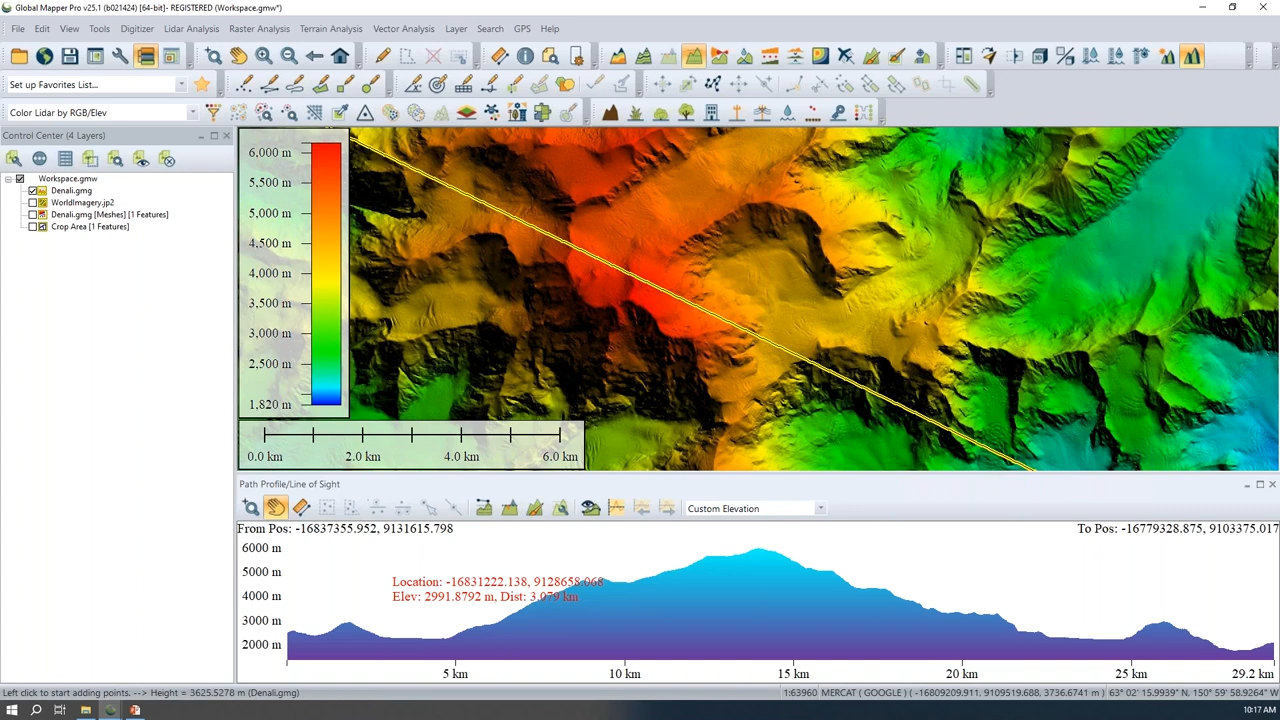 Global Mapper Pro v25.1 (b021424) [64-bit]- REGISTERED (Workspace.gmw*)
File Edit View Tools Digitizer Lidar Analysis Raster Analysis Terrain Analysis Vector Analysis Layer Search GPS Help
Set up Favorites List...
Color Lidar by RGB/Elev
Control Center (4 Layers)
Workspace.gmw
Denali.gmg
WorldImagery.jp2
Denali.gmg [Meshes] [1 Features]
Crop Area [1 Features]
6,000 m
5,500 m
5,000 m
4,500 m
4,000 m
3,500 m
3,000 m
2,500 m
1,820 m
0.0 km 2.0 km 4.0 km 6.0 km
Path Profile/Line of Sight
Custom Elevation
From Pos: -16837355.952, 9131615.798 To Pos: -16779328.875, 9103375.017
6000 m
5000 m
4000 m
3000 m
2000 m
Location: -16831222.138, 9128658.068
Elev: 2991.8792 m, Dist: 3.079 km
5 km 10 km 15 km 20 km 25 km 29.2 km
Left click to start adding points. --> Height = 3625.5278 m (Denali.gmg) 1:63960 MERCAT ( GOOGLE ) ( -16809209.911, 9109519.688, 3736.6741 m ) 63° 02' 15.9939" N, 150° 59' 58.9264" W
10:17 AM